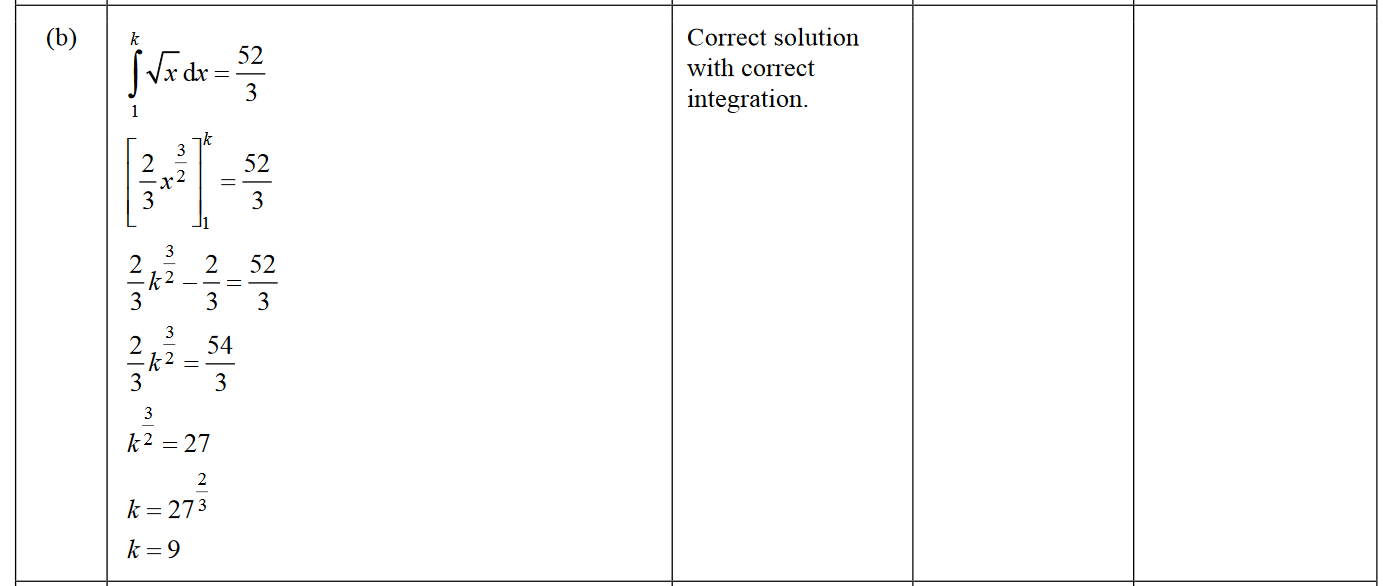 (b)
∫₁ᵏ √x dx = 52/3
[2/3 x^(3/2)]₁ᵏ = 52/3
2/3 k^(3/2) − 2/3 = 52/3
2/3 k^(3/2) = 54/3
k^(3/2) = 27
k = 27^(2/3)
k = 9
Correct solution
with correct
integration.